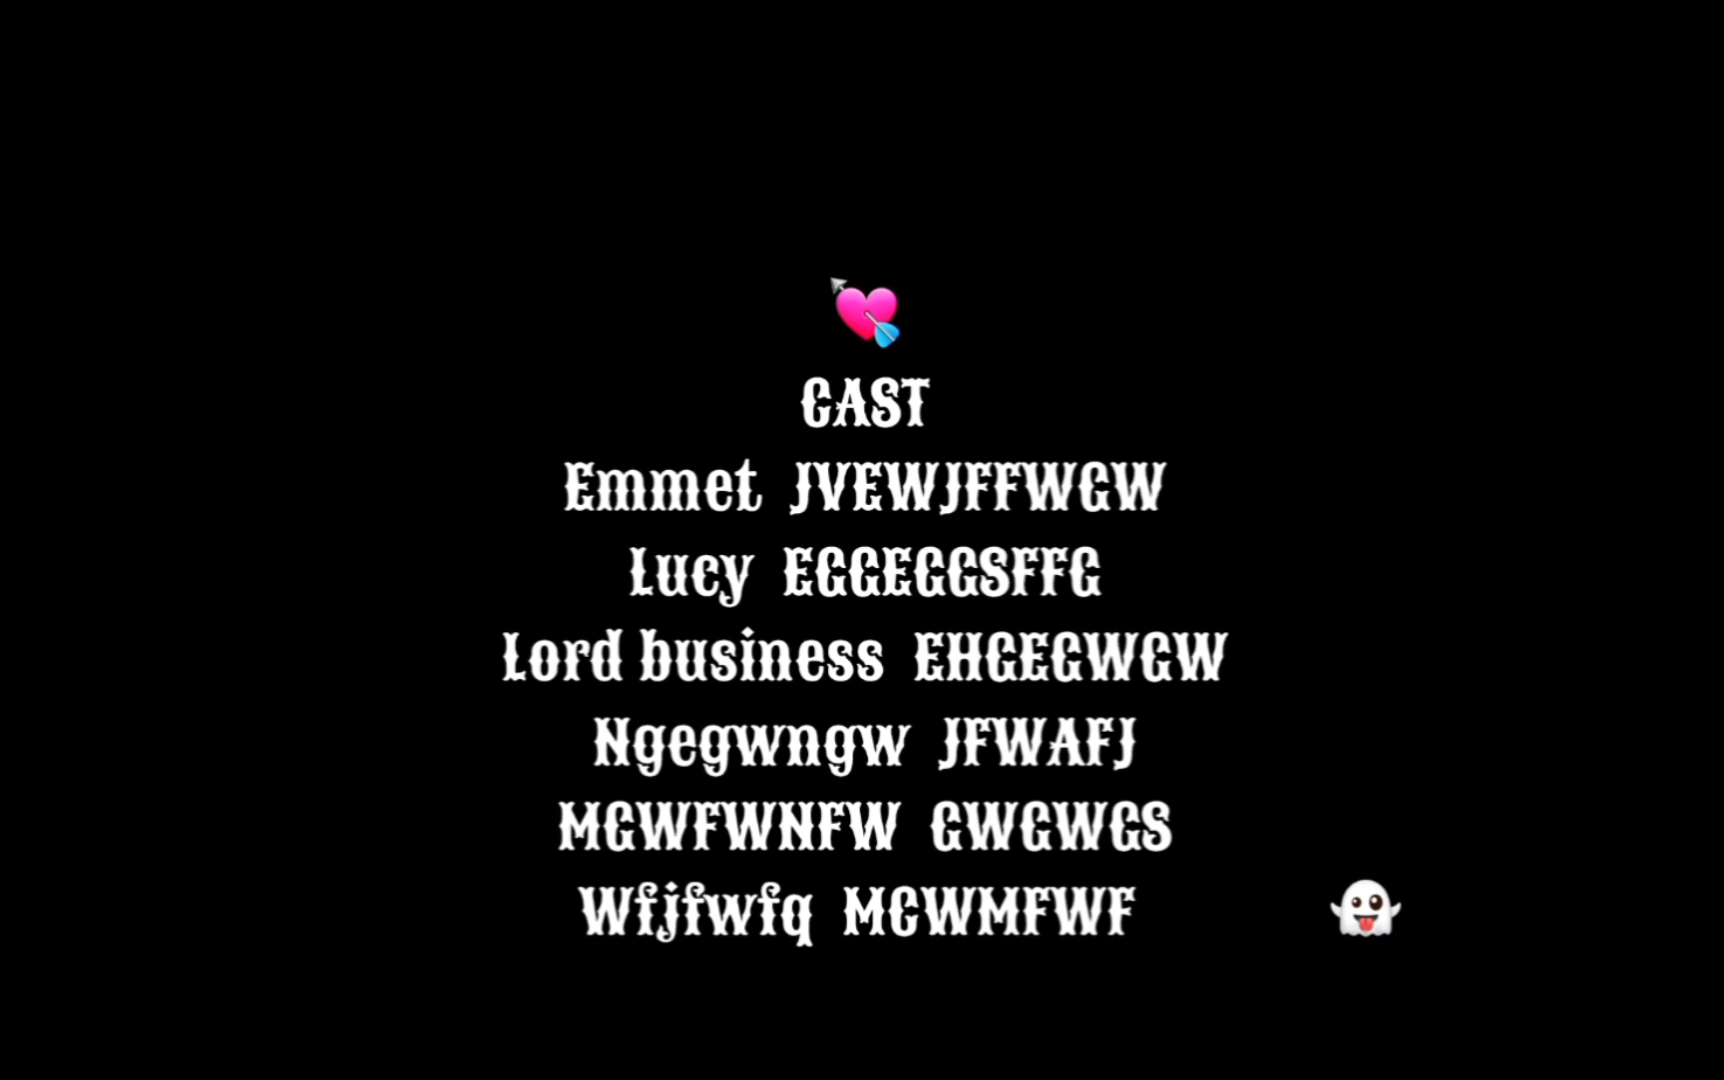 CAST
Emmet JVEWJFFWGW
Lucy EGGEGGSFFG
Lord business EHGEGWGW
Ngegwngw JFWAFJ
MGWFWNFW GWGWGS
Wfjfwfq MGWMFWF